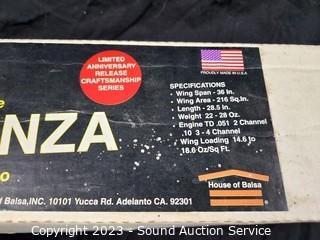 LIMITED
ANNIVERSARY
RELEASE
CRAFTSMANSHIP
SERIES
PROUDLY MADE IN U.S.A
SPECIFICATIONS
- Wing Span - 36 In.
- Wing Area - 216 Sq.In.
- Length - 28.5 In.
- Weight 22 - 28 Oz.
- Engine TD .051 2 Channel
.10 3 - 4 Channel
- Wing Loading 14.6 to
18.6 Oz/Sq Ft.
e
NZA
o
of Balsa,INC. 10101 Yucca Rd. Adelanto CA. 92301
House of Balsa
Copyright 2023 - Sound Auction Service